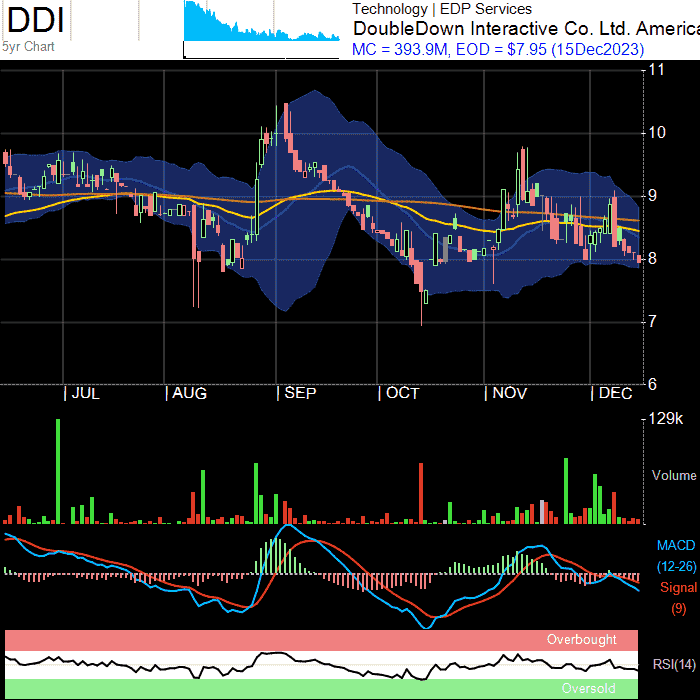 DDI
5yr Chart
Technology | EDP Services
DoubleDown Interactive Co. Ltd. America
MC = 393.9M, EOD = $7.95 (15Dec2023)
11
10
9
8
7
6
| JUL | AUG | SEP | OCT | NOV | DEC
129k
Volume
MACD
(12-26)
Signal
(9)
Overbought
RSI(14)
Oversold